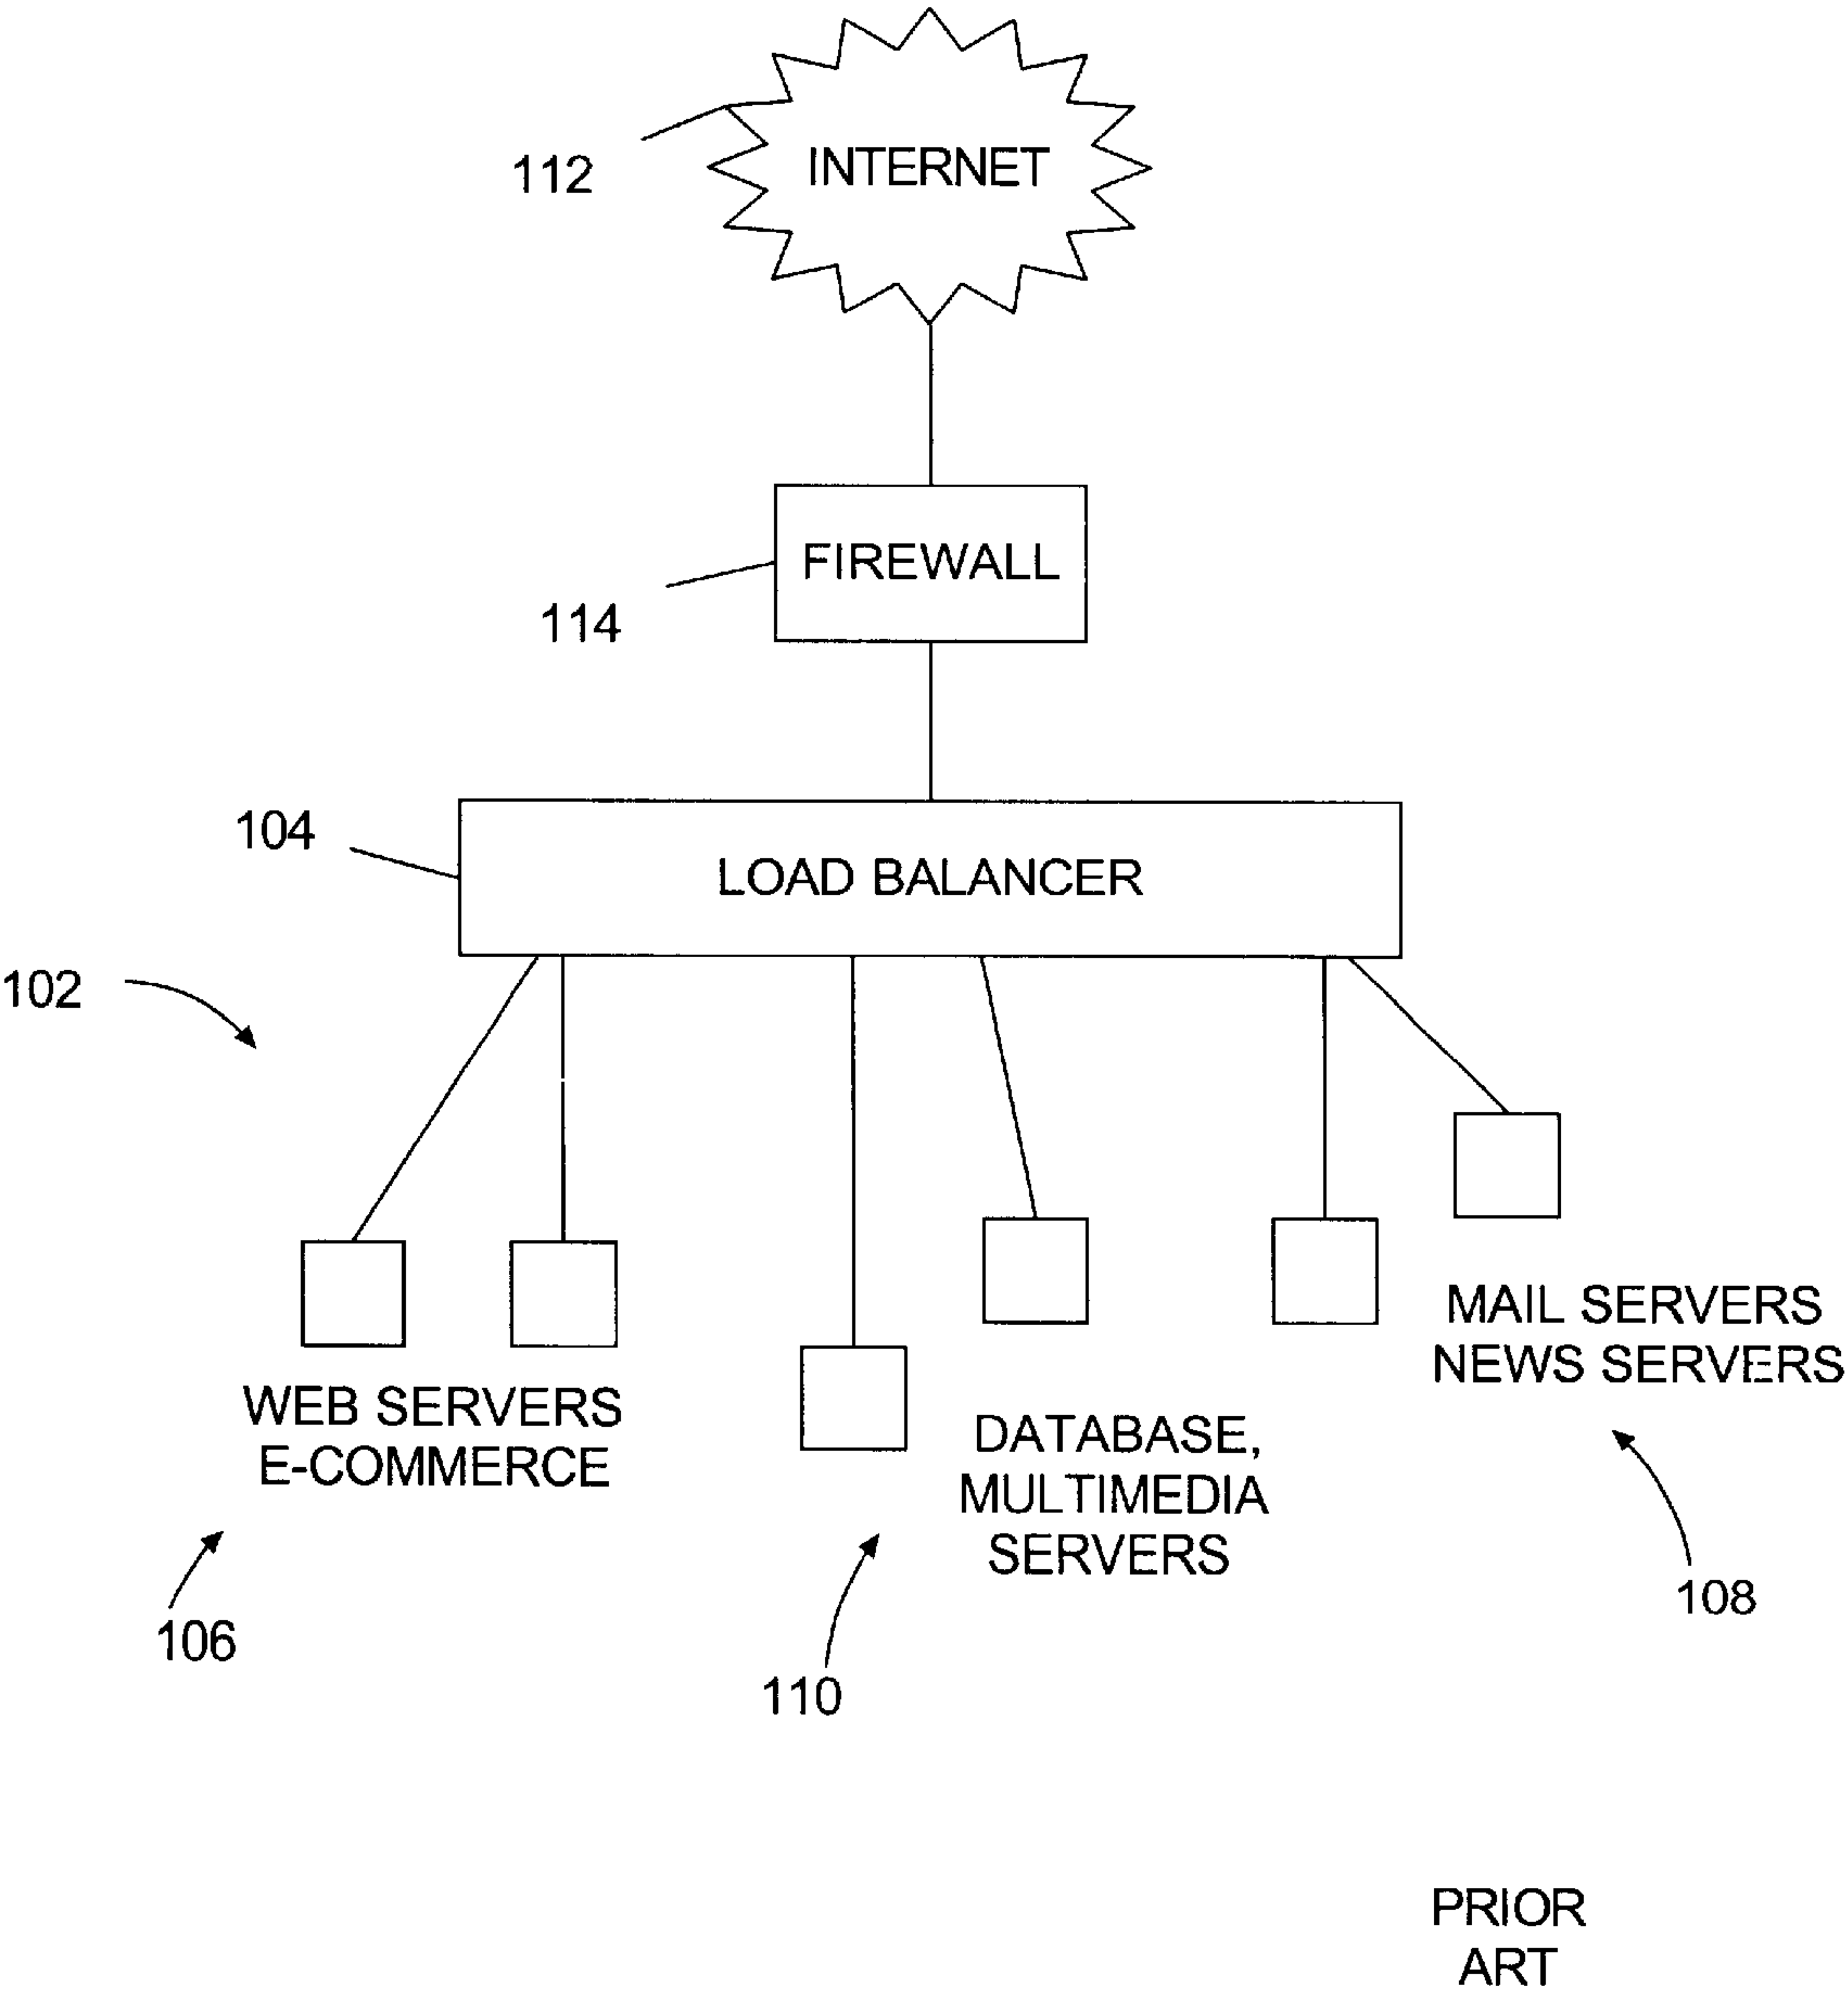 INTERNET
112
FIREWALL
114
104
LOAD BALANCER
102
MAIL SERVERS
NEWS SERVERS
WEB SERVERS
E-COMMERCE
DATABASE,
MULTIMEDIA
SERVERS
108
106
110
PRIOR
ART